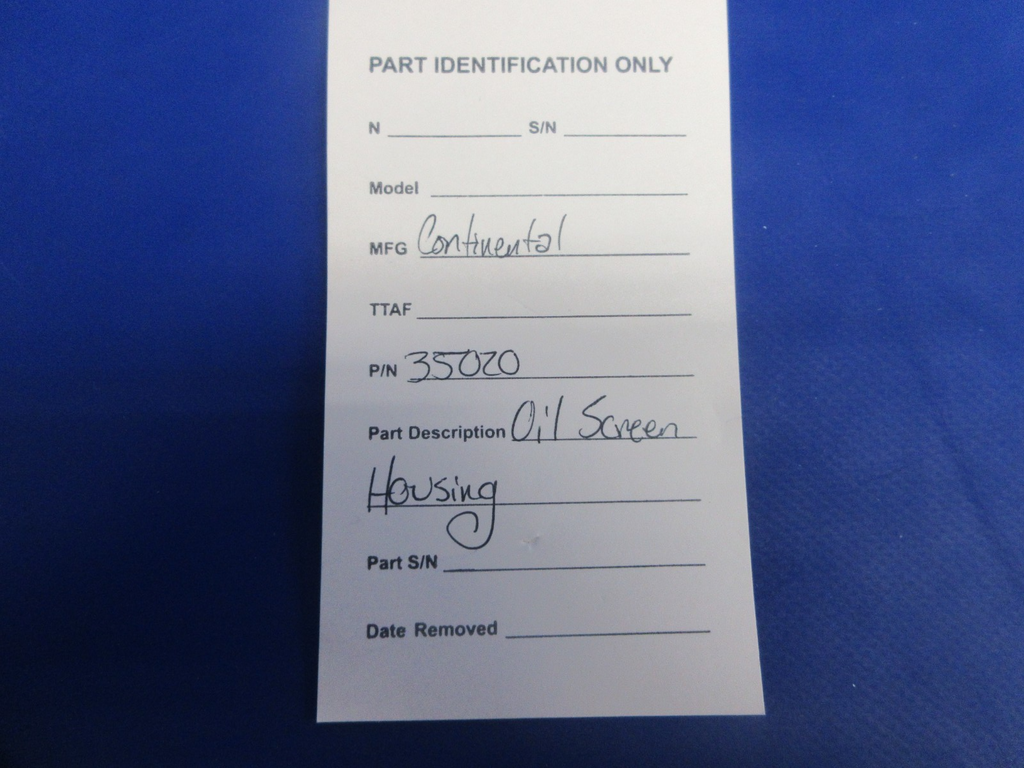 PART IDENTIFICATION ONLY
N S/N
Model
MFG Continental
TTAF
P/N 35020
Part Description Oil Screen
Housing
Part S/N
Date Removed